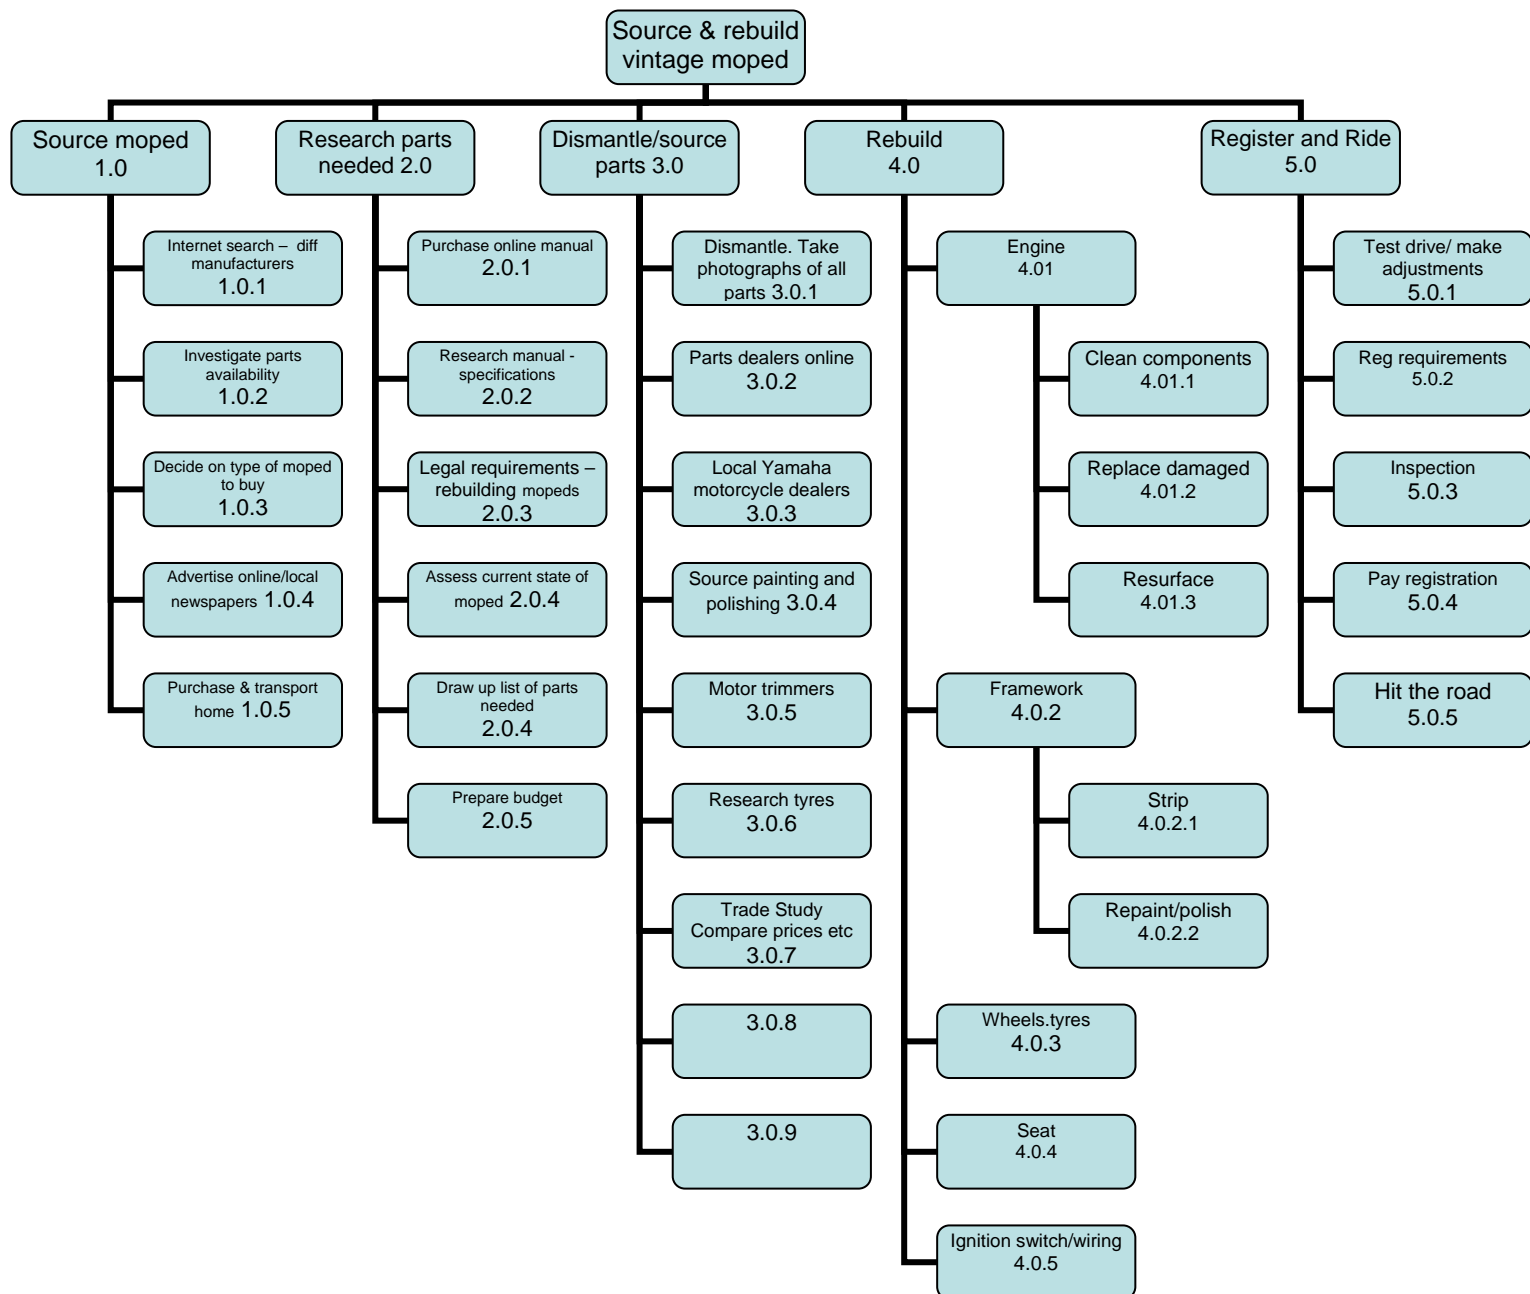 Source & rebuild
vintage moped
Source moped
1.0
Research parts
needed 2.0
Dismantle/source
parts 3.0
Rebuild
4.0
Register and Ride
5.0
Internet search – diff
manufacturers
1.0.1
Investigate parts
availability
1.0.2
Decide on type of moped
to buy
1.0.3
Advertise online/local
newspapers 1.0.4
Purchase & transport
home 1.0.5
Purchase online manual
2.0.1
Research manual -
specifications
2.0.2
Legal requirements –
rebuilding mopeds
2.0.3
Assess current state of
moped 2.0.4
Draw up list of parts
needed
2.0.4
Prepare budget
2.0.5
Dismantle. Take
photographs of all
parts 3.0.1
Parts dealers online
3.0.2
Local Yamaha
motorcycle dealers
3.0.3
Source painting and
polishing 3.0.4
Motor trimmers
3.0.5
Research tyres
3.0.6
Trade Study
Compare prices etc
3.0.7
3.0.8
3.0.9
Engine
4.01
Clean components
4.01.1
Replace damaged
4.01.2
Resurface
4.01.3
Framework
4.0.2
Strip
4.0.2.1
Repaint/polish
4.0.2.2
Wheels.tyres
4.0.3
Seat
4.0.4
Ignition switch/wiring
4.0.5
Test drive/ make
adjustments
5.0.1
Reg requirements
5.0.2
Inspection
5.0.3
Pay registration
5.0.4
Hit the road
5.0.5